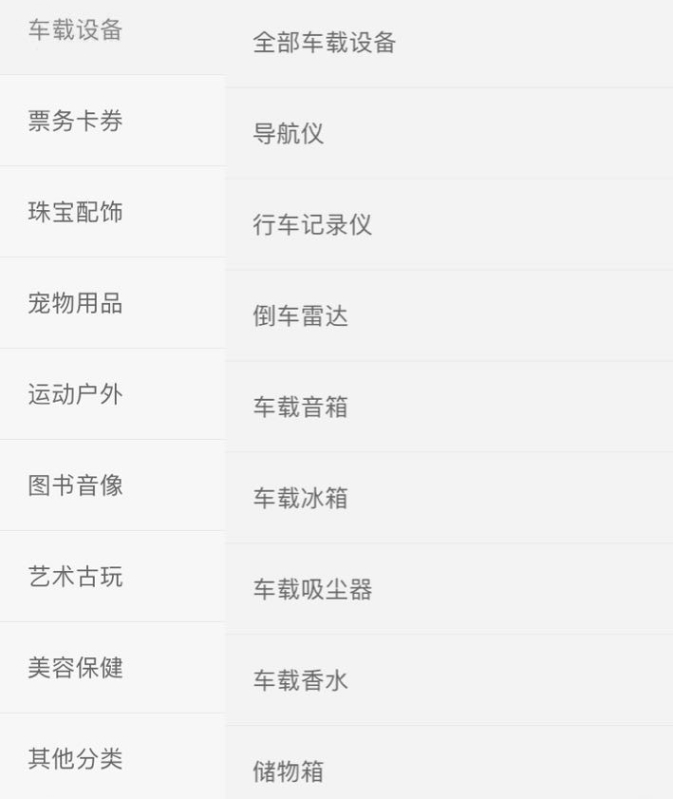 车载设备
票务卡券
珠宝配饰
宠物用品
运动户外
图书音像
艺术古玩
美容保健
其他分类
全部车载设备
导航仪
行车记录仪
倒车雷达
车载音箱
车载冰箱
车载吸尘器
车载香水
储物箱